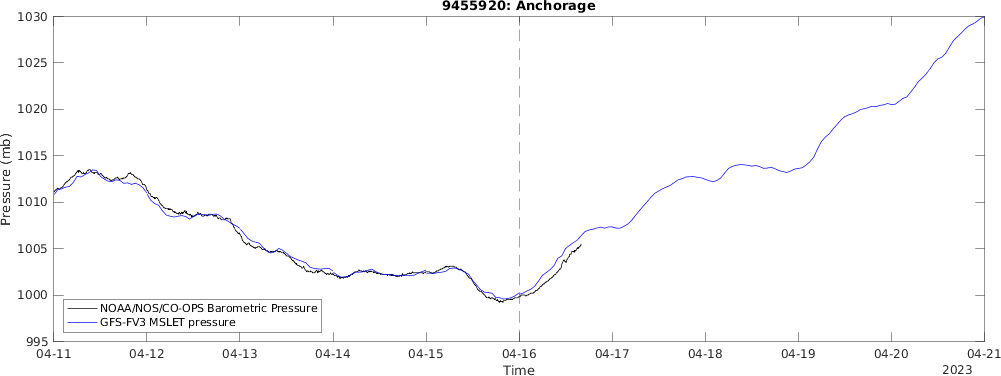 9455920: Anchorage
1030
1025
1020
1015
1010
1005
1000
995
Pressure (mb)
NOAA/NOS/CO-OPS Barometric Pressure
GFS-FV3 MSLET pressure
04-11 04-12 04-13 04-14 04-15 04-16 04-17 04-18 04-19 04-20 04-21
Time
2023